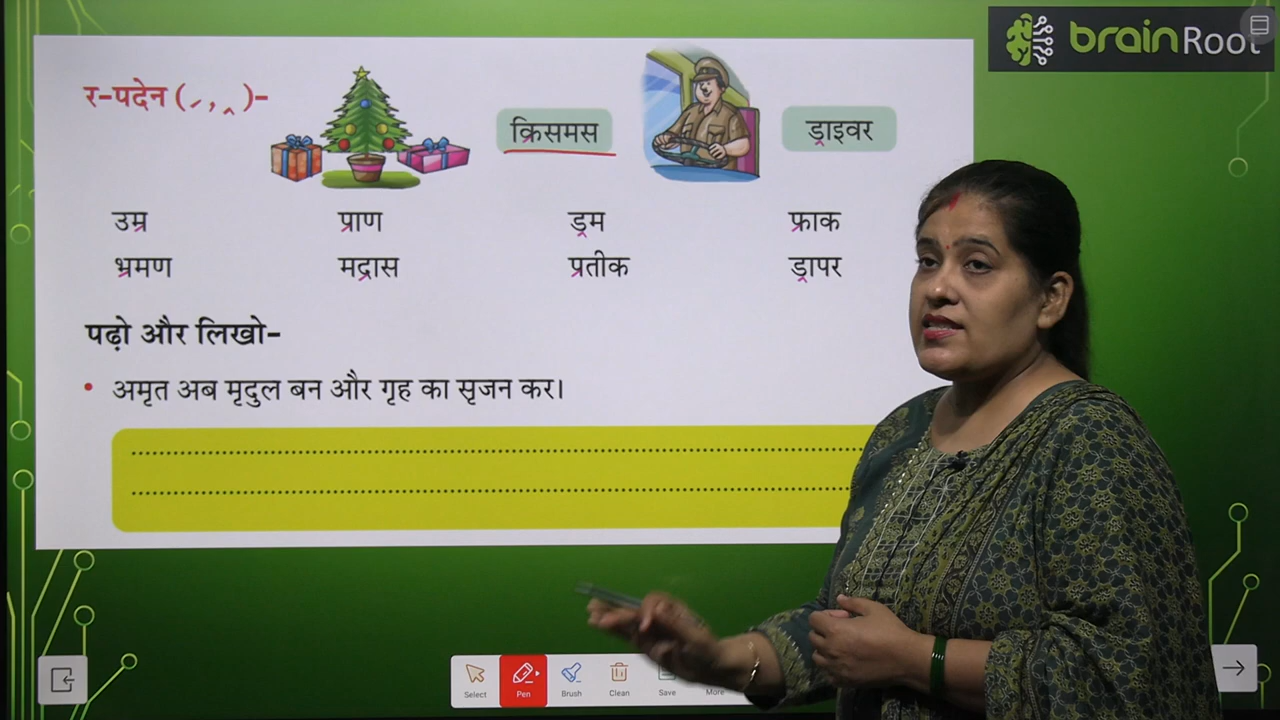 brainRoot
र-पदेन (্र , ॖ )-
क्रिसमस ड्राइवर
उम्र प्राण ड्रम फ्राक
भ्रमण मद्रास प्रतीक ड्रापर
पढ़ो और लिखो-
• अमृत अब मृदुल बन और गृह का सृजन कर।
Select Pen Brush Clean Save More